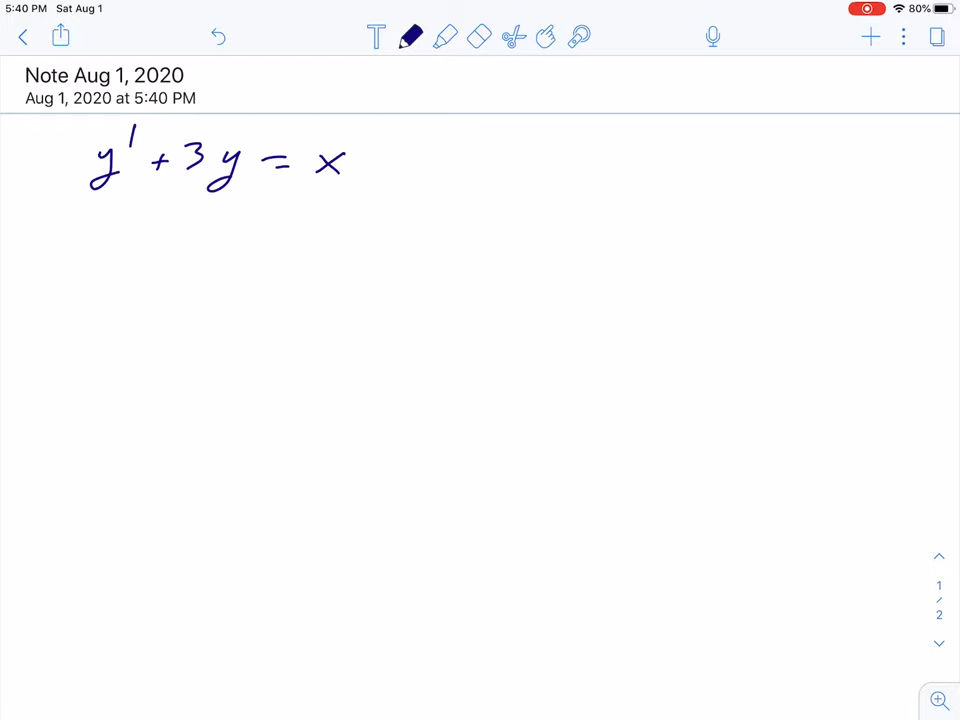 5:40 PM Sat Aug 1 80%
T
Note Aug 1, 2020
Aug 1, 2020 at 5:40 PM
y' + 3y = x
1
/
2